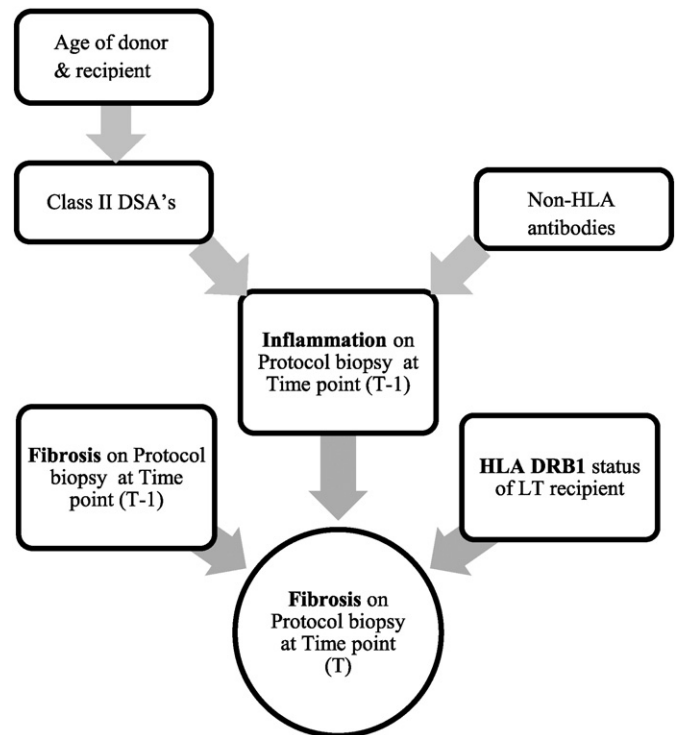 Age of donor
& recipient
Class II DSA's
Non-HLA
antibodies
Inflammation on
Protocol biopsy at
Time point (T-1)
Fibrosis on Protocol
biopsy at Time
point (T-1)
HLA DRB1 status
of LT recipient
Fibrosis on
Protocol biopsy
at Time point
(T)